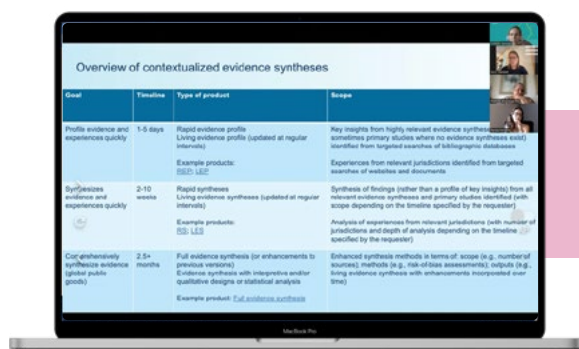 Overview of contextualized evidence syntheses
Goal Timeline Type of product Scope
Profile evidence and experiences quickly
1-5 days
Rapid evidence profile
Living evidence profile (updated at regular intervals)
Example products:
REP; LEP
Key insights from highly relevant evidence
sometimes primary studies where no evidence syntheses exist)
identified from targeted searches of bibliographic databases
Experiences from relevant jurisdictions identified from targeted
searches of websites and documents
Synthesizes
evidence and
experiences quickly
2-10
weeks
Rapid syntheses
Living evidence syntheses (updated at regular
intervals)
Example products:
RS; LES
Synthesis of findings (rather than a profile of key insights) from all
relevant evidence syntheses and primary studies identified (with
scope depending on the timeline specified by the requester)
Analysis of experiences from relevant jurisdictions (with number of
jurisdictions and depth of analysis depending on the timeline
specified by the requester)
Comprehensively
synthesize evidence
(global public
goods)
2.5+
months
Full evidence synthesis (or enhancements to
previous versions)
Evidence synthesis with interpretive and/or
qualitative designs or statistical analysis
Example product: Full evidence synthesis
Enhanced synthesis methods in terms of: scope (e.g., number of
sources); methods (e.g., risk-of-bias assessments); outputs (e.g.,
living evidence synthesis with enhancements incorporated over
time)
MacBook Pro